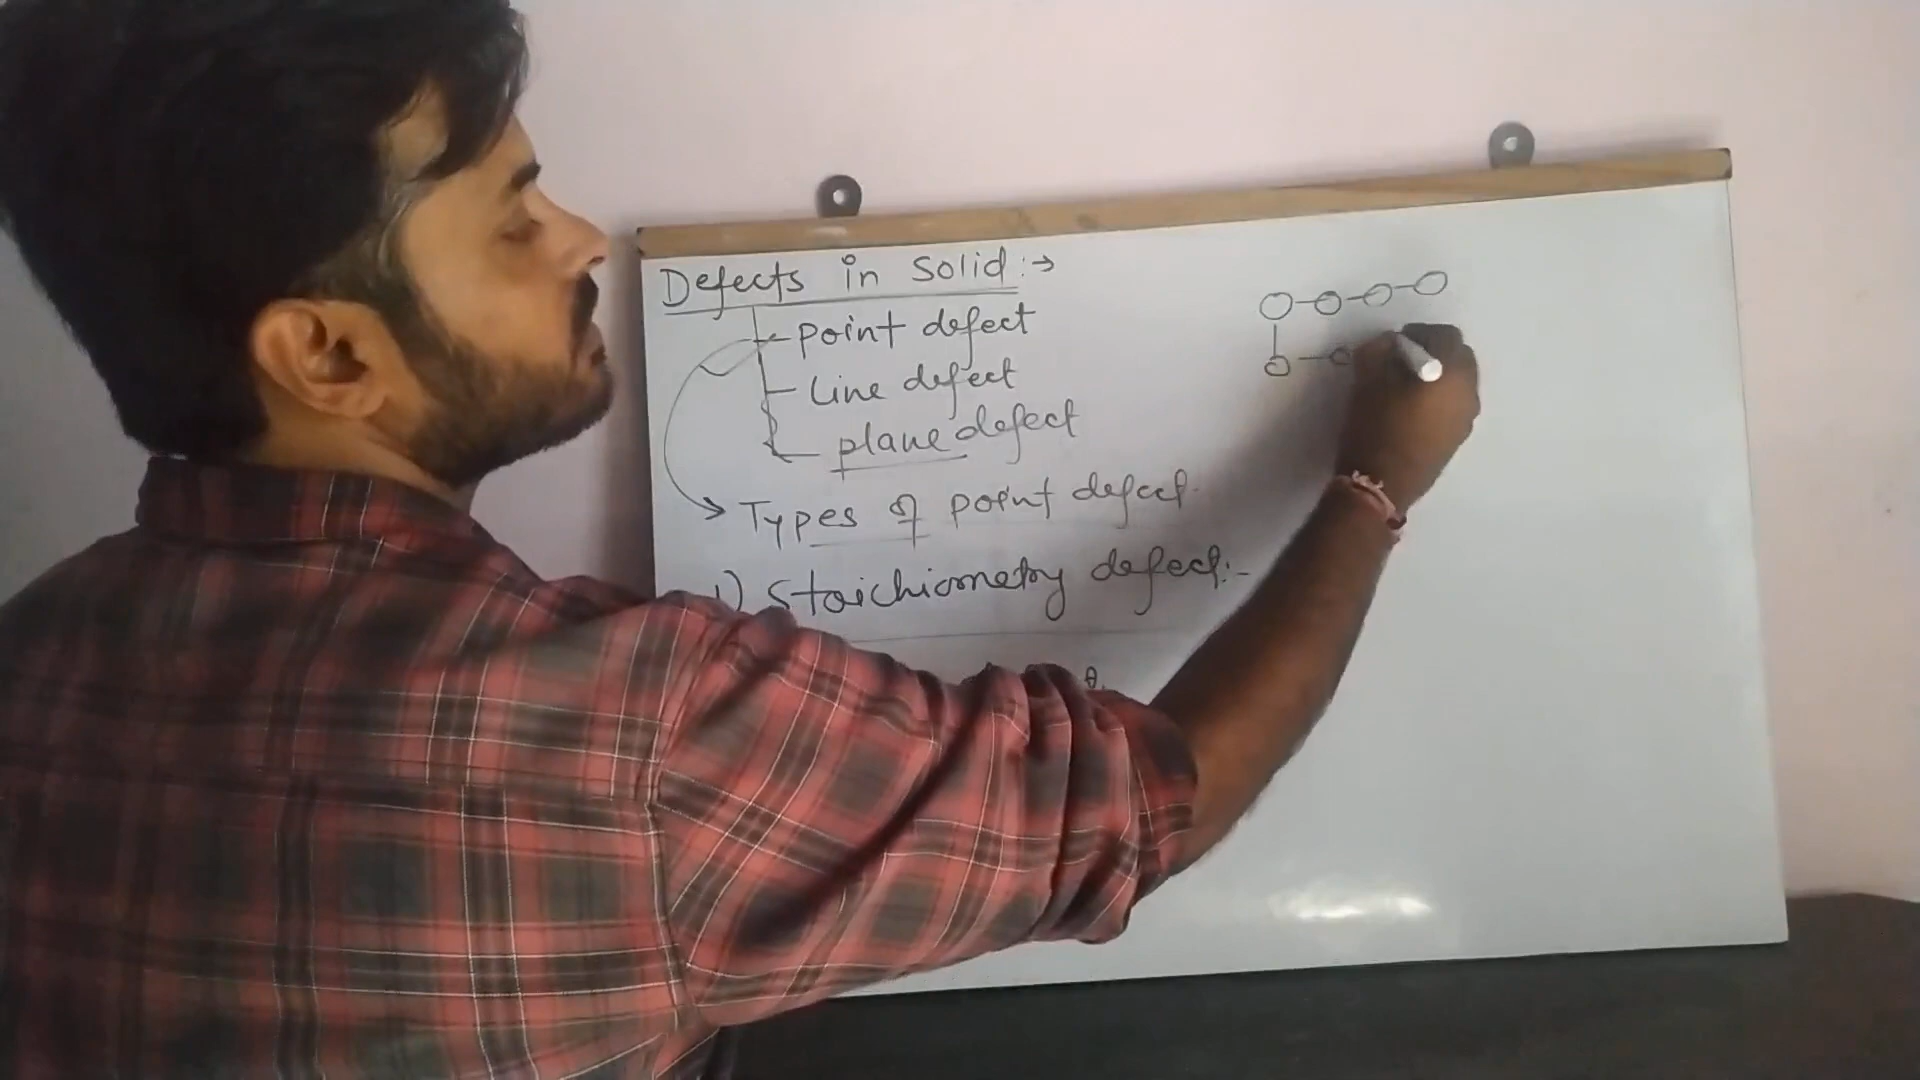 Defects in solid :→
point defect
Line defect
plane defect
→ Types of point defect.
1) Stoichiometry defect:-